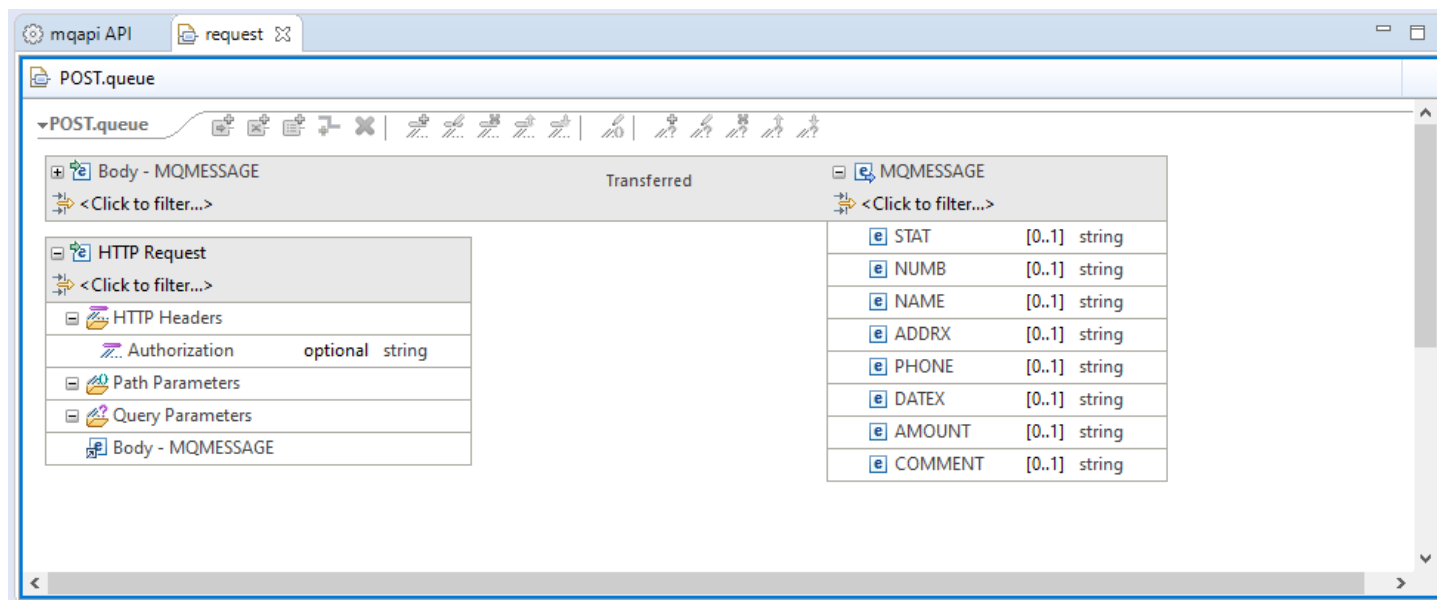 mqapi API request
POST.queue
POST.queue
Body - MQMESSAGE
<Click to filter...>
Transferred
MQMESSAGE
<Click to filter...>
STAT [0..1] string
NUMB [0..1] string
NAME [0..1] string
ADDRX [0..1] string
PHONE [0..1] string
DATEX [0..1] string
AMOUNT [0..1] string
COMMENT [0..1] string
HTTP Request
<Click to filter...>
HTTP Headers
Authorization optional string
Path Parameters
Query Parameters
Body - MQMESSAGE